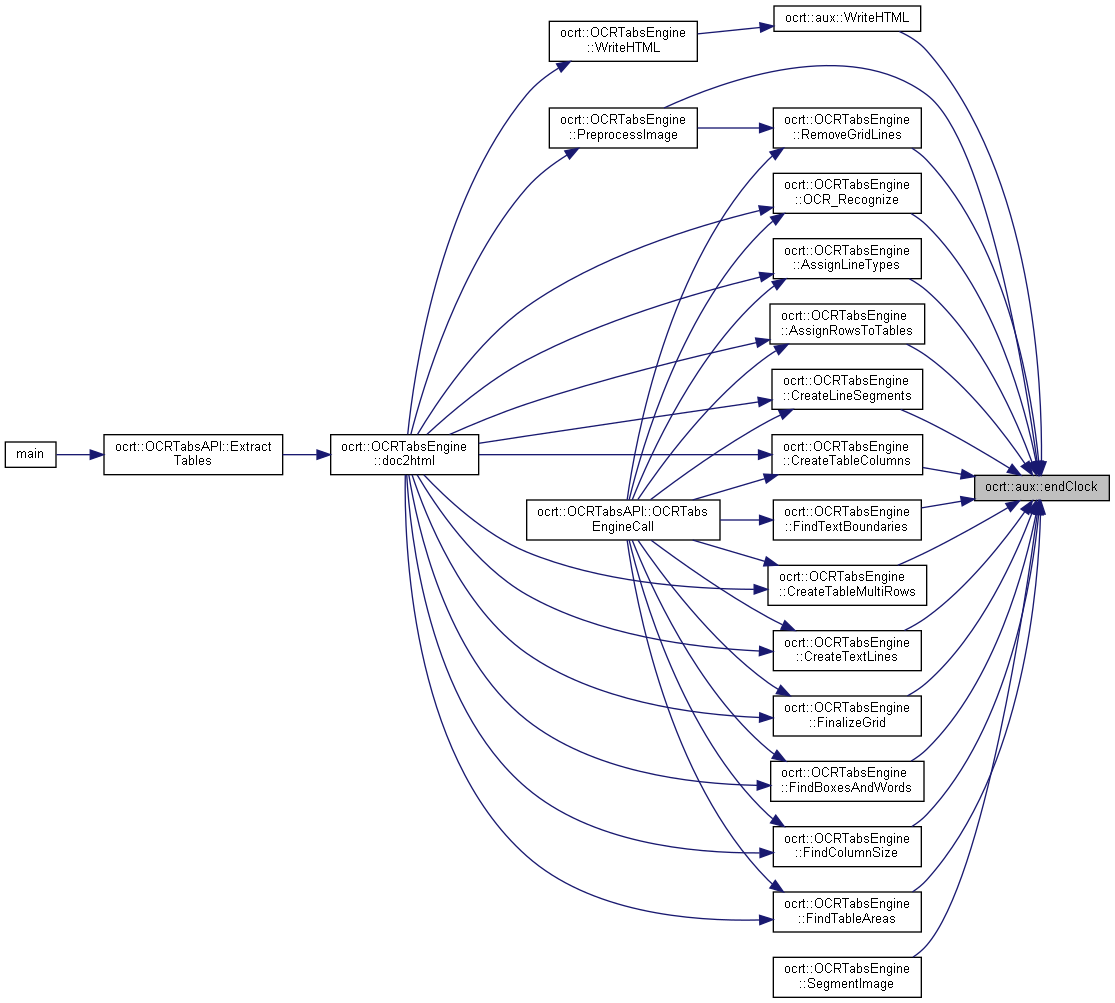 ocrt::aux::WriteHTML
ocrt::OCRTabsEngine
::WriteHTML
ocrt::OCRTabsEngine
::PreprocessImage
ocrt::OCRTabsEngine
::RemoveGridLines
ocrt::OCRTabsEngine
::OCR_Recognize
ocrt::OCRTabsEngine
::AssignLineTypes
ocrt::OCRTabsEngine
::AssignRowsToTables
ocrt::OCRTabsEngine
::CreateLineSegments
main
ocrt::OCRTabsAPI::Extract
Tables
ocrt::OCRTabsEngine
::doc2html
ocrt::OCRTabsEngine
::CreateTableColumns
ocrt::aux::endClock
ocrt::OCRTabsAPI::OCRTabs
EngineCall
ocrt::OCRTabsEngine
::FindTextBoundaries
ocrt::OCRTabsEngine
::CreateTableMultiRows
ocrt::OCRTabsEngine
::CreateTextLines
ocrt::OCRTabsEngine
::FinalizeGrid
ocrt::OCRTabsEngine
::FindBoxesAndWords
ocrt::OCRTabsEngine
::FindColumnSize
ocrt::OCRTabsEngine
::FindTableAreas
ocrt::OCRTabsEngine
::SegmentImage